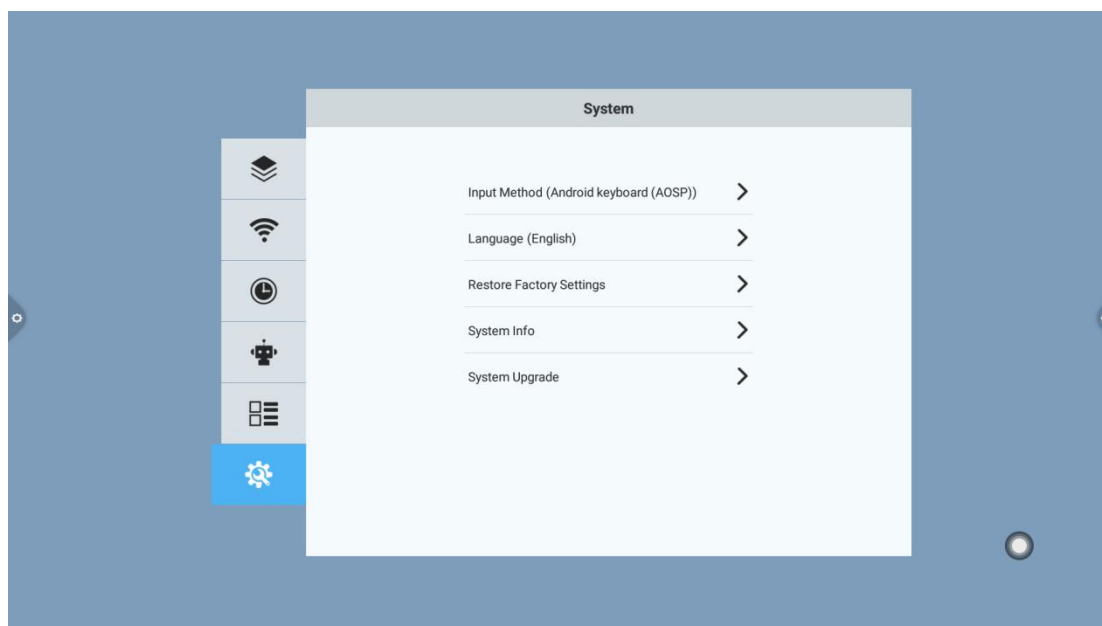 System
Input Method (Android keyboard (AOSP))
Language (English)
Restore Factory Settings
System Info
System Upgrade